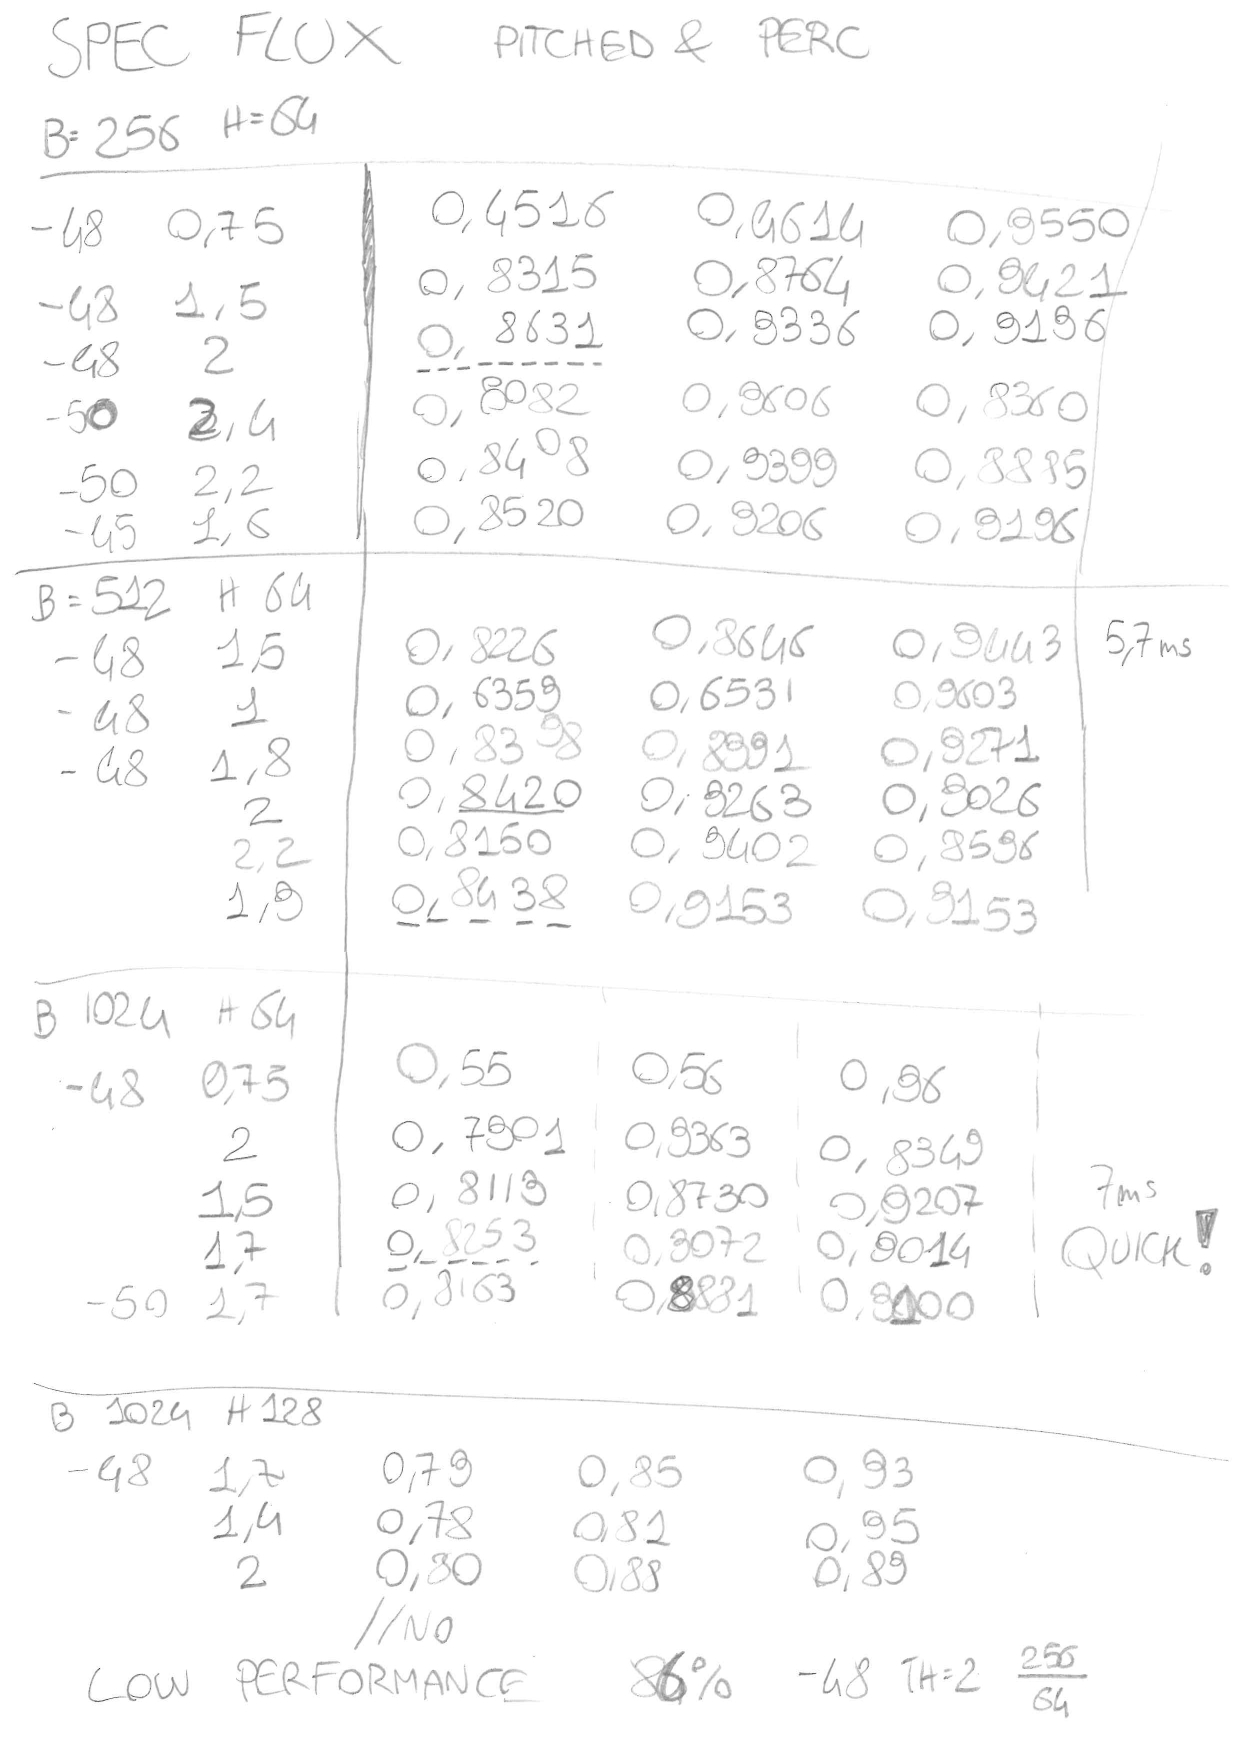 SPEC FLUX PITCHED & PERC
B=256 H=64
-48 0,75 0,4516 0,4614 0,9550
-48 1,5 0,8315 0,8764 0,9421
-48 2 0,8631 0,9336 0,9196
-50 2,4 0,8082 0,9606 0,8360
-50 2,2 0,8408 0,9399 0,8885
-45 1,6 0,8520 0,9206 0,9196
B=512 H 64
-48 1,5 0,8226 0,8646 0,9443 5,7ms
-48 1 0,6359 0,6531 0,9603
-48 1,8 0,8398 0,8991 0,9271
2 0,8420 0,9263 0,9026
2,2 0,8150 0,9402 0,8596
1,9 0,8438 0,9153 0,9153
B 1024 H 64
-48 0,75 0,55 0,56 0,96
2 0,7901 0,9363 0,8349
1,5 0,8113 0,8730 0,9207 7ms
1,7 0,8253 0,9072 0,9014 QUICK!
-50 1,7 0,8163 0,8881 0,9100
B 1024 H 128
-48 1,7 0,79 0,85 0,93
1,4 0,78 0,81 0,95
2 0,80 0,88 0,89
//NO
LOW PERFORMANCE 86% -48 TH=2 256/64